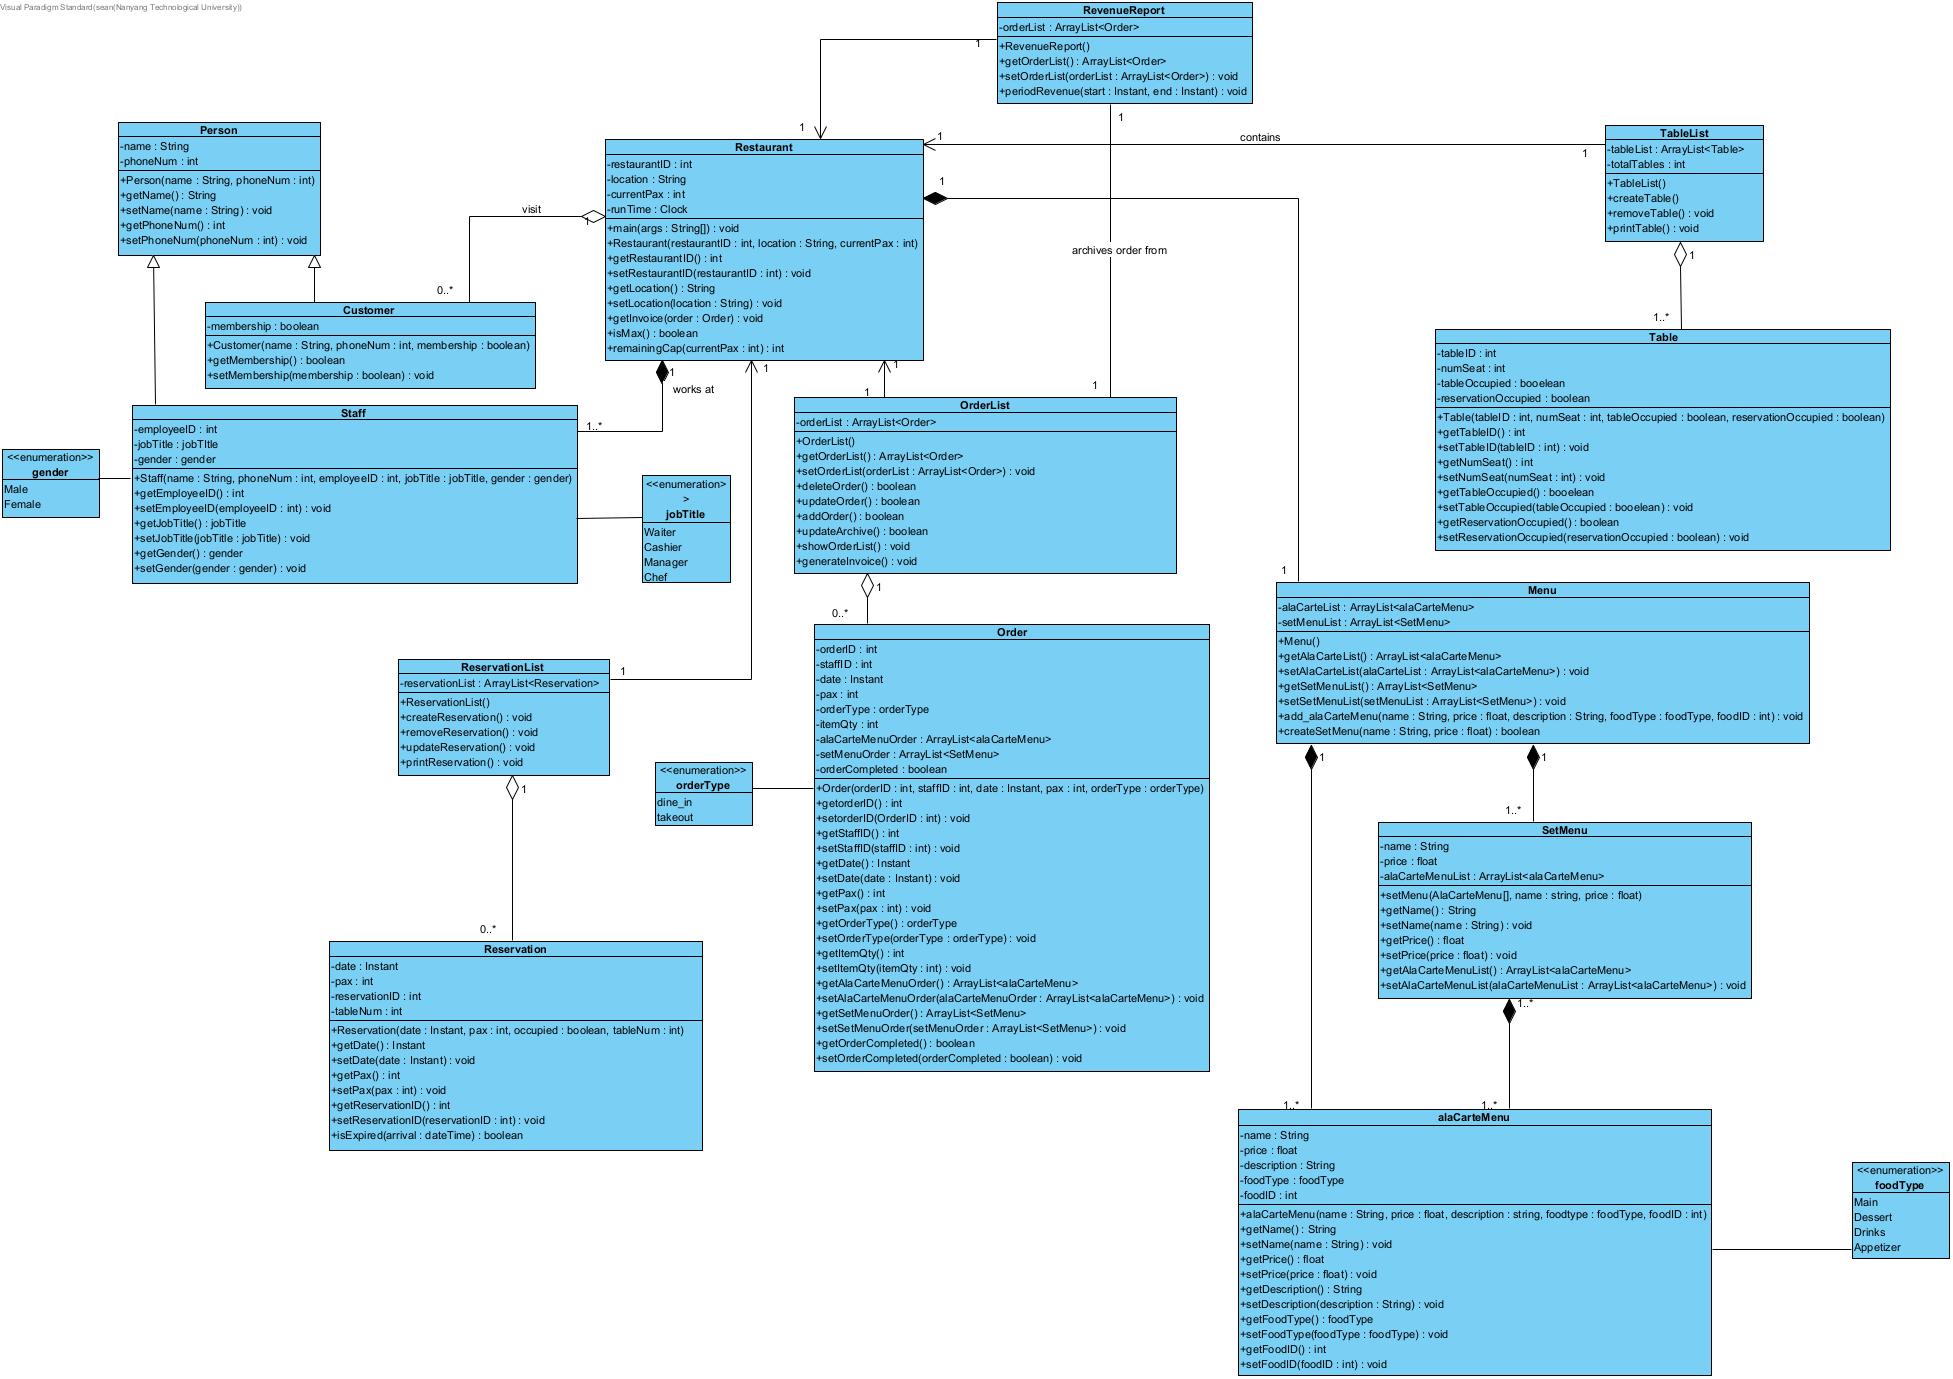 Visual Paradigm Standard(sean(Nanyang Technological University))
RevenueReport
-orderList : ArrayList<Order>
+RevenueReport()
+getOrderList() : ArrayList<Order>
+setOrderList(orderList : ArrayList<Order>) : void
+periodRevenue(start : Instant, end : Instant) : void
1
1
1
archives order from
1
Person
-name : String
-phoneNum : int
+Person(name : String, phoneNum : int)
+getName() : String
+setName(name : String) : void
+getPhoneNum() : int
+setPhoneNum(phoneNum : int) : void
Restaurant
-restaurantID : int
-location : String
-currentPax : int
-runTime : Clock
+main(args : String[]) : void
+Restaurant(restaurantID : int, location : String, currentPax : int)
+getRestaurantID() : int
+setRestaurantID(restaurantID : int) : void
+getLocation() : String
+setLocation(location : String) : void
+getInvoice(order : Order) : void
+isMax() : boolean
+remainingCap(currentPax : int) : int
1
contains
1
TableList
-tableList : ArrayList<Table>
-totalTables : int
+TableList()
+createTable()
+removeTable() : void
+printTable() : void
1
1..*
visit
1
0..*
1
1
Customer
-membership : boolean
+Customer(name : String, phoneNum : int, membership : boolean)
+getMembership() : boolean
+setMembership(membership : boolean) : void
Table
-tableID : int
-numSeat : int
-tableOccupied : booelean
-reservationOccupied : boolean
+Table(tableID : int, numSeat : int, tableOccupied : boolean, reservationOccupied : boolean)
+getTableID() : int
+setTableID(tableID : int) : void
+getNumSeat() : int
+setNumSeat(numSeat : int) : void
+getTableOccupied() : booelean
+setTableOccupied(tableOccupied : booelean) : void
+getReservationOccupied() : boolean
+setReservationOccupied(reservationOccupied : boolean) : void
1
works at
1..*
1
1
1
Staff
-employeeID : int
-jobTitle : jobTItle
-gender : gender
+Staff(name : String, phoneNum : int, employeeID : int, jobTitle : jobTitle, gender : gender)
+getEmployeeID() : int
+setEmployeeID(employeeID : int) : void
+getJobTitle() : jobTitle
+setJobTitle(jobTitle : jobTitle) : void
+getGender() : gender
+setGender(gender : gender) : void
<<enumeration>>
gender
Male
Female
<<enumeration>
>
jobTitle
Waiter
Cashier
Manager
Chef
OrderList
-orderList : ArrayList<Order>
+OrderList()
+getOrderList() : ArrayList<Order>
+setOrderList(orderList : ArrayList<Order>) : void
+deleteOrder() : boolean
+updateOrder() : boolean
+addOrder() : boolean
+updateArchive() : boolean
+showOrderList() : void
+generateInvoice() : void
1
0..*
Menu
-alaCarteList : ArrayList<alaCarteMenu>
-setMenuList : ArrayList<SetMenu>
+Menu()
+getAlaCarteList() : ArrayList<alaCarteMenu>
+setAlaCarteList(alaCarteList : ArrayList<alaCarteMenu>) : void
+getSetMenuList() : ArrayList<SetMenu>
+setSetMenuList(setMenuList : ArrayList<SetMenu>) : void
+add_alaCarteMenu(name : String, price : float, description : String, foodType : foodType, foodID : int) : void
+createSetMenu(name : String, price : float) : boolean
1
1
ReservationList
-reservationList : ArrayList<Reservation>
+ReservationList()
+createReservation() : void
+removeReservation() : void
+updateReservation() : void
+printReservation() : void
1
1
0..*
Order
-orderID : int
-staffID : int
-date : Instant
-pax : int
-orderType : orderType
-itemQty : int
-alaCarteMenuOrder : ArrayList<alaCarteMenu>
-setMenuOrder : ArrayList<SetMenu>
-orderCompleted : boolean
+Order(orderID : int, staffID : int, date : Instant, pax : int, orderType : orderType)
+getorderID() : int
+setorderID(OrderID : int) : void
+getStaffID() : int
+setStaffID(staffID : int) : void
+getDate() : Instant
+setDate(date : Instant) : void
+getPax() : int
+setPax(pax : int) : void
+getOrderType() : orderType
+setOrderType(orderType : orderType) : void
+getItemQty() : int
+setItemQty(itemQty : int) : void
+getAlaCarteMenuOrder() : ArrayList<alaCarteMenu>
+setAlaCarteMenuOrder(alaCarteMenuOrder : ArrayList<alaCarteMenu>) : void
+getSetMenuOrder() : ArrayList<SetMenu>
+setSetMenuOrder(setMenuOrder : ArrayList<SetMenu>) : void
+getOrderCompleted() : boolean
+setOrderCompleted(orderCompleted : boolean) : void
<<enumeration>>
orderType
dine_in
takeout
1..*
SetMenu
-name : String
-price : float
-alaCarteMenuList : ArrayList<alaCarteMenu>
+setMenu(AlaCarteMenu[], name : string, price : float)
+getName() : String
+setName(name : String) : void
+getPrice() : float
+setPrice(price : float) : void
+getAlaCarteMenuList() : ArrayList<alaCarteMenu>
+setAlaCarteMenuList(alaCarteMenuList : ArrayList<alaCarteMenu>) : void
1..*
1..*
1..*
Reservation
-date : Instant
-pax : int
-reservationID : int
-tableNum : int
+Reservation(date : Instant, pax : int, occupied : boolean, tableNum : int)
+getDate() : Instant
+setDate(date : Instant) : void
+getPax() : int
+setPax(pax : int) : void
+getReservationID() : int
+setReservationID(reservationID : int) : void
+isExpired(arrival : dateTime) : boolean
alaCarteMenu
-name : String
-price : float
-description : String
-foodType : foodType
-foodID : int
+alaCarteMenu(name : String, price : float, description : string, foodtype : foodType, foodID : int)
+getName() : String
+setName(name : String) : void
+getPrice() : float
+setPrice(price : float) : void
+getDescription() : String
+setDescription(description : String) : void
+getFoodType() : foodType
+setFoodType(foodType : foodType) : void
+getFoodID() : int
+setFoodID(foodID : int) : void
<<enumeration>>
foodType
Main
Dessert
Drinks
Appetizer